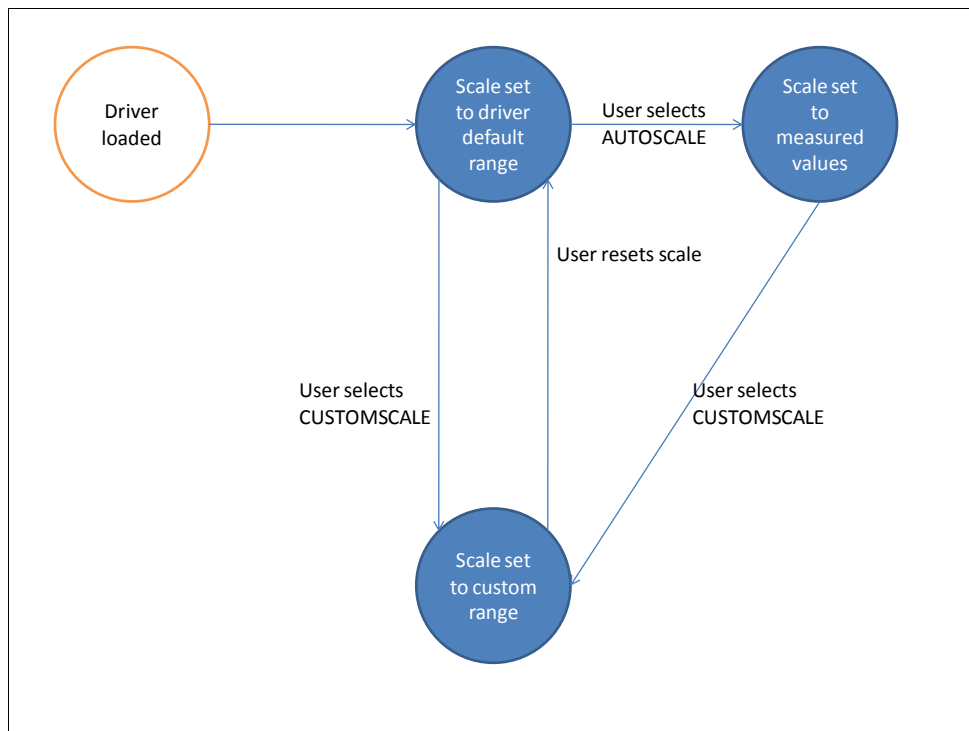 Driver
loaded
Scale set
to driver
default
range
User selects
AUTOSCALE
Scale set
to
measured
values
User resets scale
User selects
CUSTOMSCALE
User selects
CUSTOMSCALE
Scale set
to custom
range